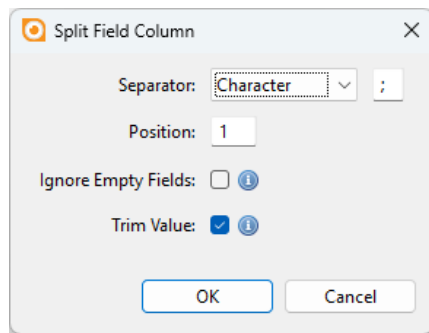 Split Field Column
Separator: Character ;
Position: 1
Ignore Empty Fields:
Trim Value:
OK Cancel